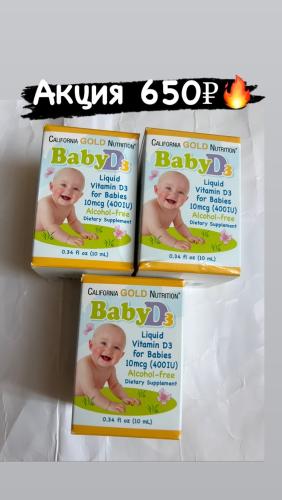 Акция 650₽🔥
CALIFORNIA GOLD NUTRITION™
BabyD3
Liquid
Vitamin D3
for Babies
10mcg (400IU)
Alcohol-free
Dietary Supplement
0.34 fl oz (10 mL)
CALIFORNIA GOLD NUTRITION™
BabyD3
Liquid
Vitamin D3
for Babies
10mcg (400IU)
Alcohol-free
Dietary Supplement
0.34 fl oz (10 mL)
CALIFORNIA GOLD NUTRITION™
BabyD3
Liquid
Vitamin D3
for Babies
10mcg (400IU)
Alcohol-free
Dietary Supplement
0.34 fl oz (10 mL)